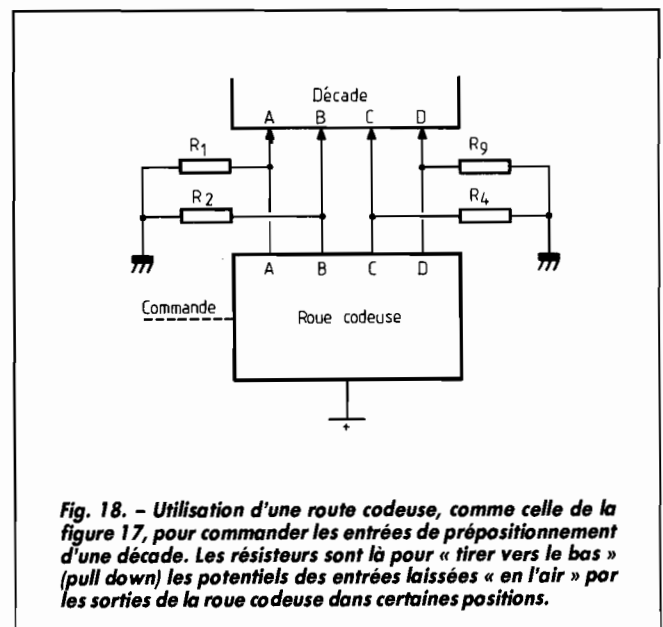 Décade
A B C D
R1
R9
R2
R4
A B C D
Commande
Roue codeuse
+
Fig. 18. – Utilisation d'une route codeuse, comme celle de la
figure 17, pour commander les entrées de prépositionnement
d'une décade. Les résisteurs sont là pour « tirer vers le bas »
(pull down) les potentiels des entrées laissées « en l'air » por
les sorties de la roue codeuse dans certaines positions.